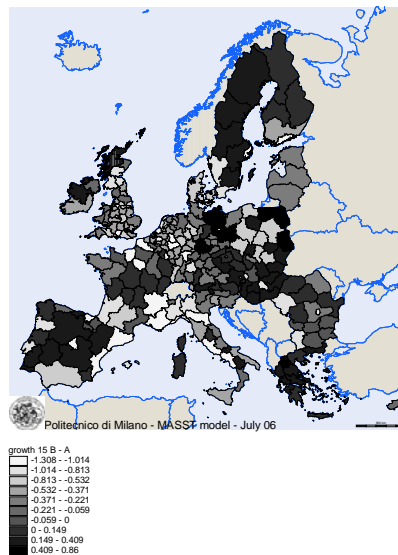 Politecnico di Milano - MASST model - July 06
growth 15 B - A
-1.308 - -1.014
-1.014 - -0.813
-0.813 - -0.532
-0.532 - -0.371
-0.371 - -0.221
-0.221 - -0.059
-0.059 - 0
0 - 0.149
0.149 - 0.409
0.409 - 0.86